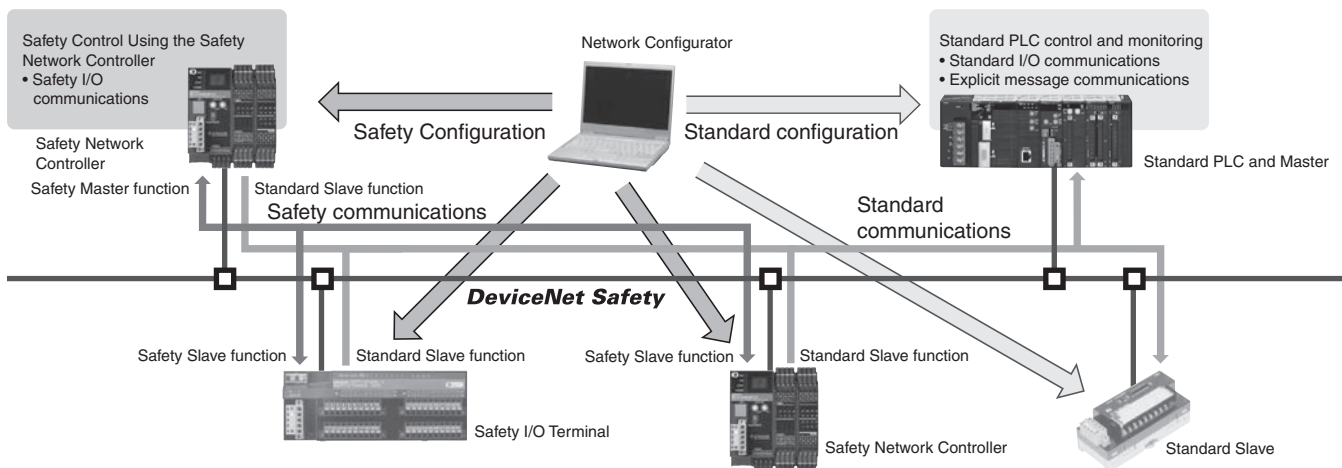 Safety Control Using the Safety
Network Controller
• Safety I/O
communications
Network Configurator
Standard PLC control and monitoring
• Standard I/O communications
• Explicit message communications
Safety Configuration
Standard configuration
Safety Network
Controller
Standard PLC and Master
Safety Master function
Standard Slave function
Safety communications
Standard
communications
DeviceNet Safety
Safety Slave function
Standard Slave function
Safety Slave function
Standard Slave function
Safety I/O Terminal
Safety Network Controller
Standard Slave